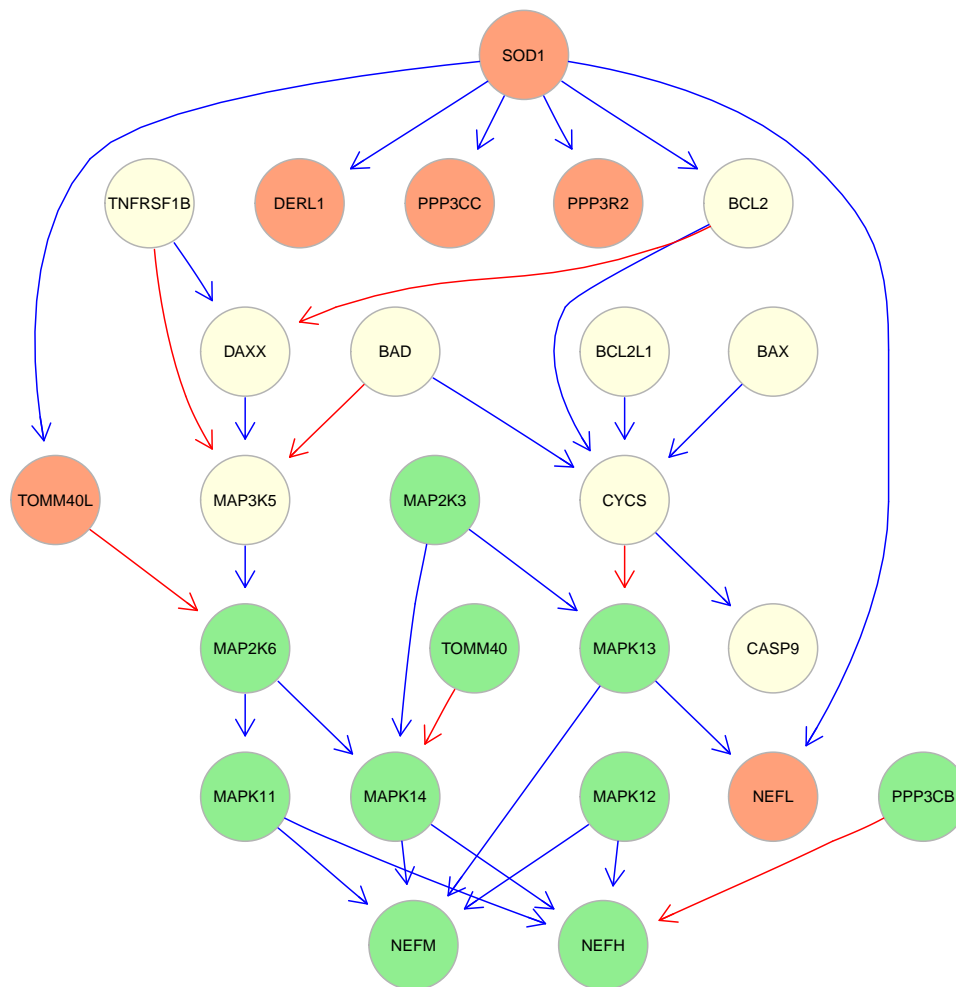 SOD1
TNFRSF1B
DERL1
PPP3CC
PPP3R2
BCL2
DAXX
BAD
BCL2L1
BAX
TOMM40L
MAP3K5
MAP2K3
CYCS
MAP2K6
TOMM40
MAPK13
CASP9
MAPK11
MAPK14
MAPK12
NEFL
PPP3CB
NEFM
NEFH